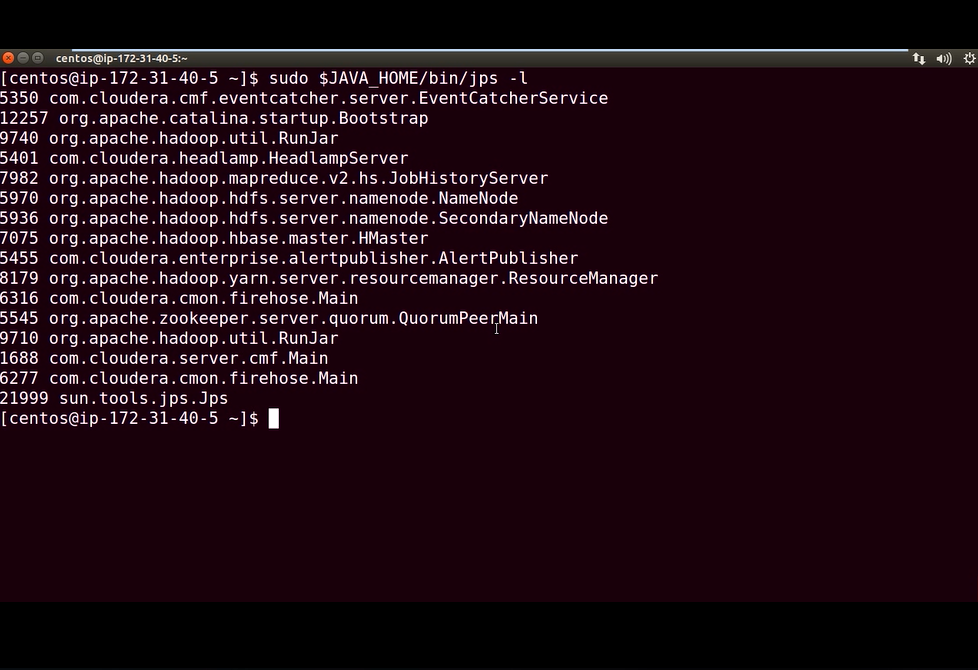 centos@ip-172-31-40-5:~
[centos@ip-172-31-40-5 ~]$ sudo $JAVA_HOME/bin/jps -l
5350 com.cloudera.cmf.eventcatcher.server.EventCatcherService
12257 org.apache.catalina.startup.Bootstrap
9740 org.apache.hadoop.util.RunJar
5401 com.cloudera.headlamp.HeadlampServer
7982 org.apache.hadoop.mapreduce.v2.hs.JobHistoryServer
5970 org.apache.hadoop.hdfs.server.namenode.NameNode
5936 org.apache.hadoop.hdfs.server.namenode.SecondaryNameNode
7075 org.apache.hadoop.hbase.master.HMaster
5455 com.cloudera.enterprise.alertpublisher.AlertPublisher
8179 org.apache.hadoop.yarn.server.resourcemanager.ResourceManager
6316 com.cloudera.cmon.firehose.Main
5545 org.apache.zookeeper.server.quorum.QuorumPeerMain
9710 org.apache.hadoop.util.RunJar
1688 com.cloudera.server.cmf.Main
6277 com.cloudera.cmon.firehose.Main
21999 sun.tools.jps.Jps
[centos@ip-172-31-40-5 ~]$